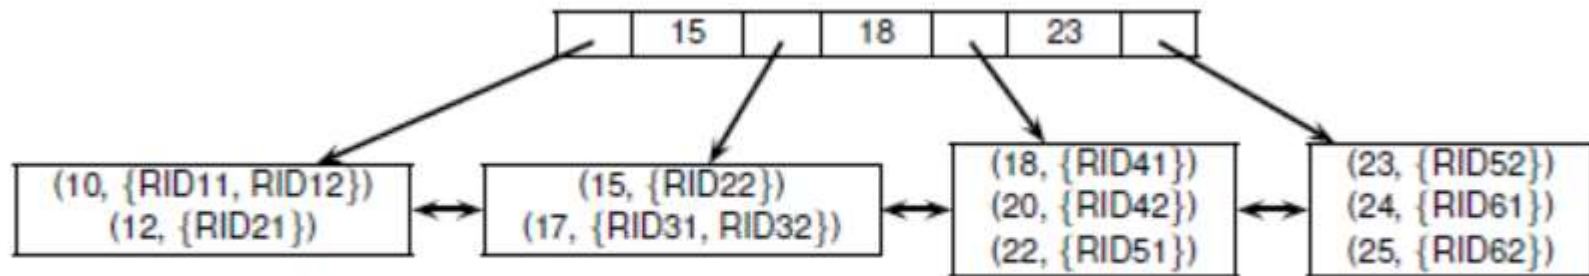 15 18 23
(10, {RID11, RID12})
(12, {RID21})
(15, {RID22})
(17, {RID31, RID32})
(18, {RID41})
(20, {RID42})
(22, {RID51})
(23, {RID52})
(24, {RID61})
(25, {RID62})